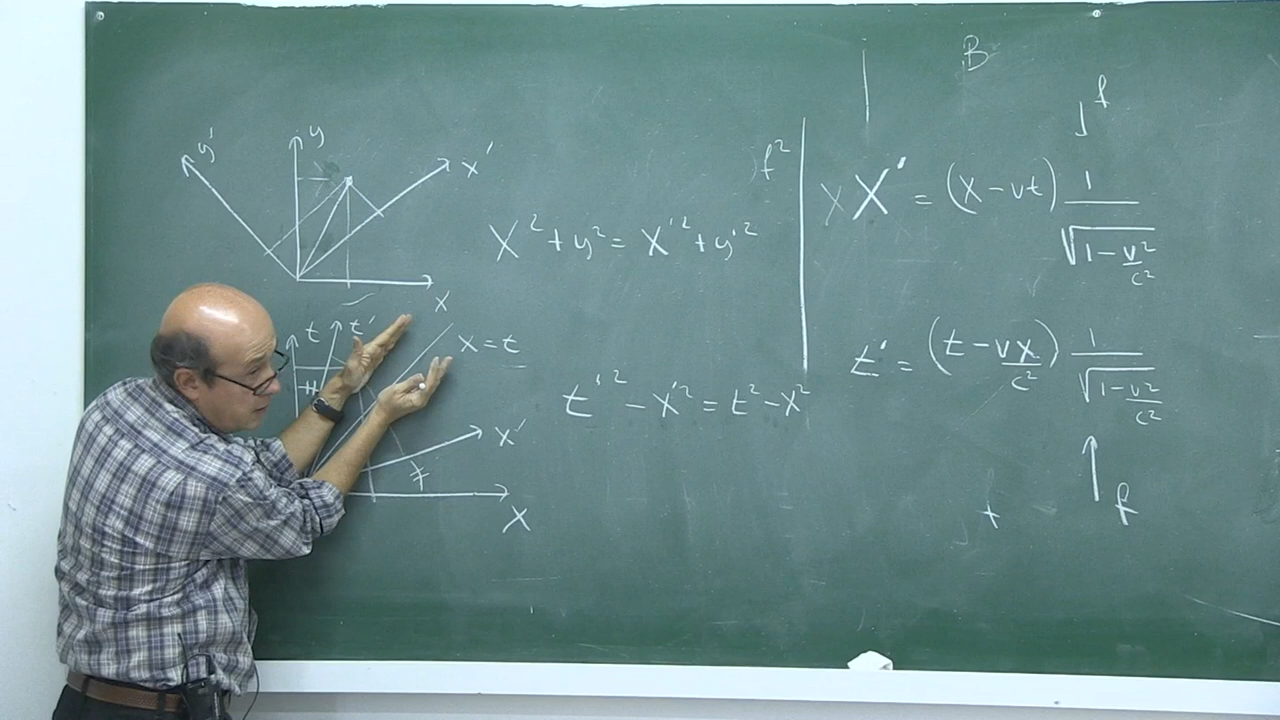 y'
y
x'
x
x² + y² = x'² + y'²
f²
t
t'
x = t
x'
x
t'² - x'² = t² - x²
B
f
x x' = (x - vt) 1/√(1 - v²/c²)
t' = (t - vx/c²) 1/√(1 - v²/c²)
f